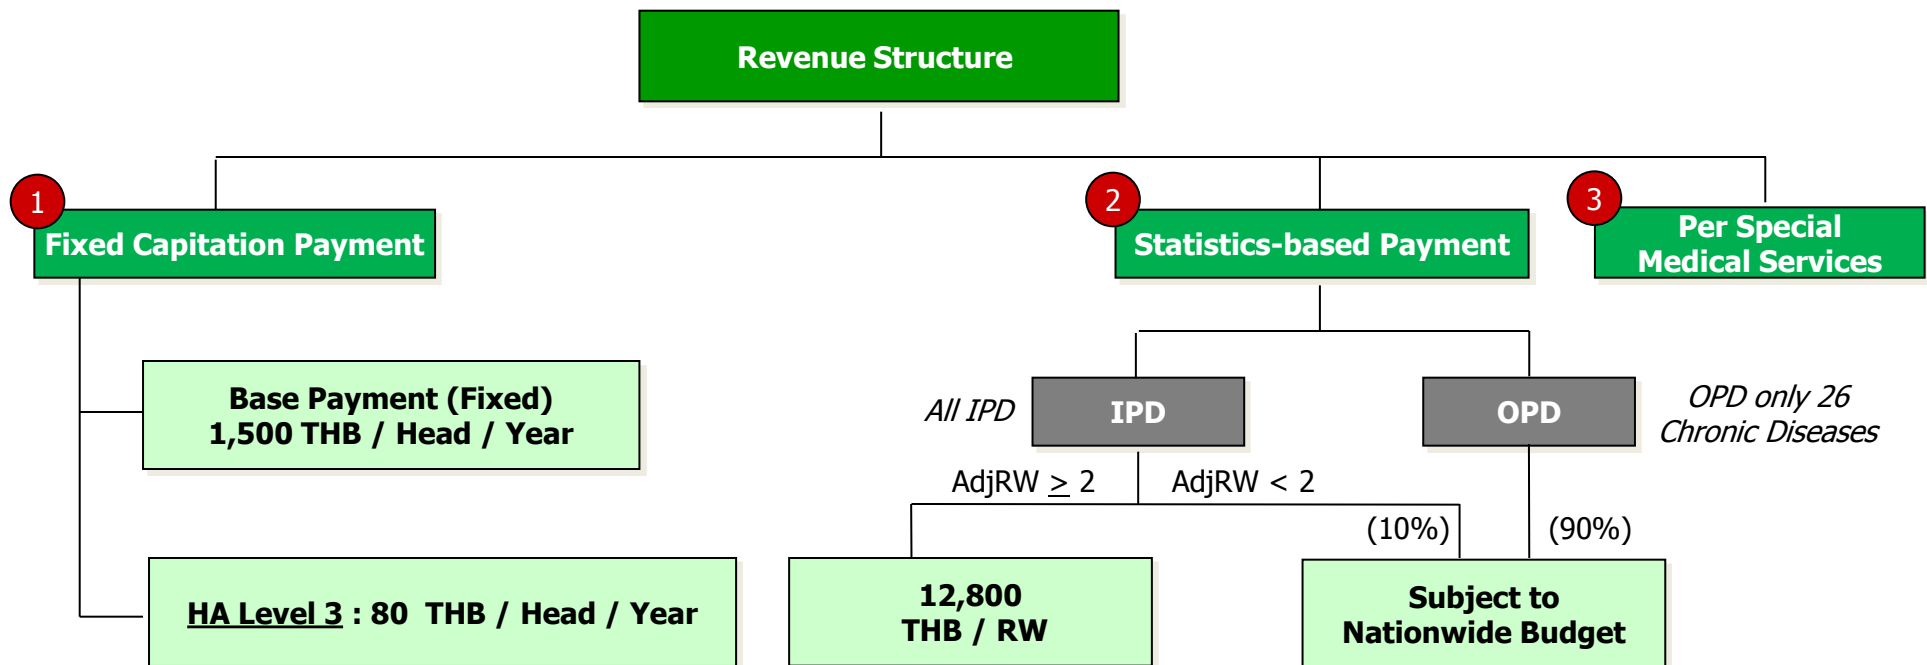 Revenue Structure
1
Fixed Capitation Payment
2
Statistics-based Payment
3
Per Special
Medical Services
Base Payment (Fixed)
1,500 THB / Head / Year
All IPD
IPD
OPD
OPD only 26
Chronic Diseases
AdjRW ≥ 2
AdjRW < 2
(10%)
(90%)
HA Level 3 : 80 THB / Head / Year
12,800
THB / RW
Subject to
Nationwide Budget